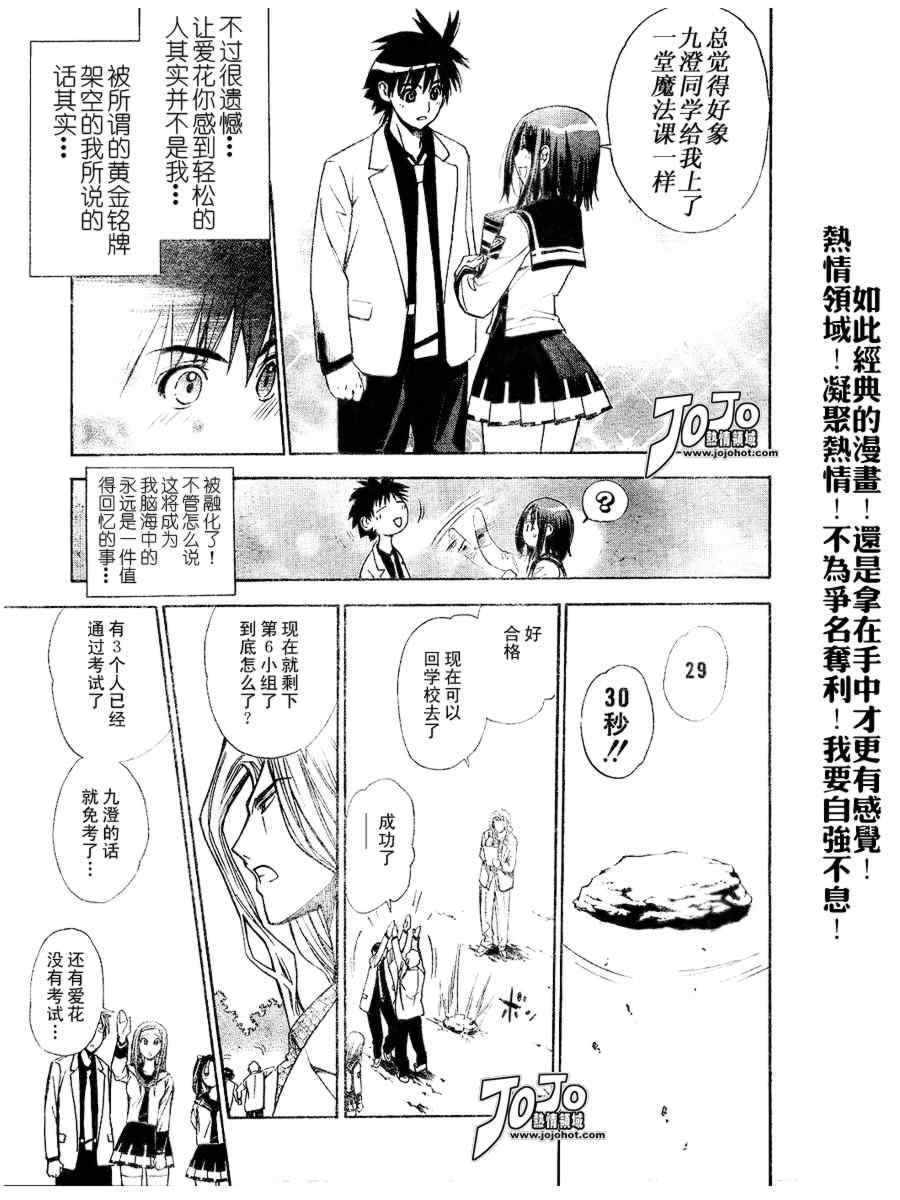 总觉得好象
九澄同学给我上了
一堂魔法课一样
不过很遗憾…
让爱花你感到轻松的
人其实并不是我…
被所谓的黄金铭牌
架空的我所说的
话其实…
JoJo
熱情領域
www.jojohot.com
?
被融化了!
不管怎么说
这将成为
我脑海中的
永远是一件值
得回忆的事…
29
30
秒!!
好
合格
现在可以
回学校去了
成功了
——
ボ
现在就剩下
第6小组了
到底怎么了?
有3个人已经
通过考试了
九澄的话
就免考了…
还有爱花
没有考试…
JoJo
熱情領域
www.jojohot.com
如此經典的漫畫!還是拿在手中才更有感覺!
熱情領域!凝聚熱情!不為爭名奪利!我要自強不息!